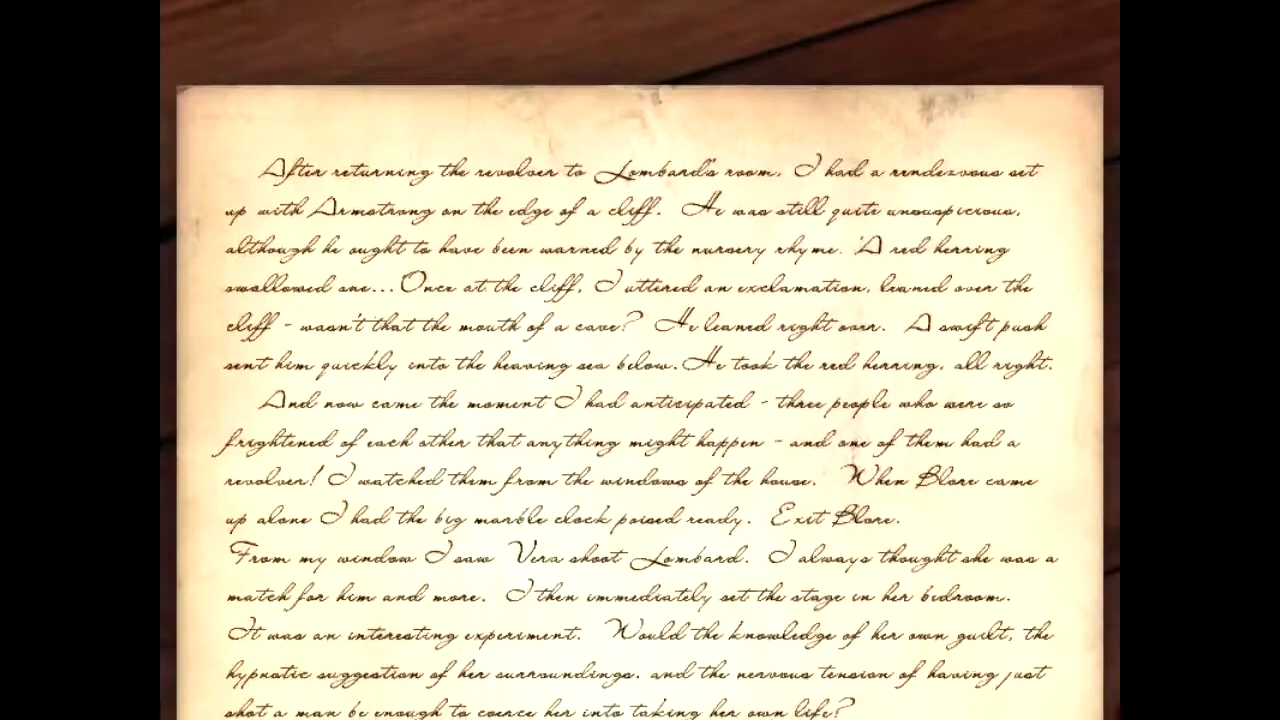 After returning the revolver to Lombard's room, I had a rendezvous set
up with Armstrong on the edge of a cliff. He was still quite unsuspicious,
although he ought to have been warned by the nursery rhyme. 'A red herring
swallowed one... Once at the cliff, I uttered an exclamation, leaned over the
cliff - wasn't that the mouth of a cave? He leaned right over. A swift push
sent him quickly into the heaving sea below. He took the red herring, all right.
And now came the moment I had anticipated - three people who were so
frightened of each other that anything might happen - and one of them had a
revolver! I watched them from the windows of the house. When Blore came
up alone I had the big marble clock poised ready. Exit Blore.
From my window I saw Vera shoot Lombard. I always thought she was a
match for him and more. I then immediately set the stage in her bedroom.
It was an interesting experiment. Would the knowledge of her own guilt, the
hypnotic suggestion of her surroundings, and the nervous tension of having just
shot a man be enough to coerce her into taking her own life?